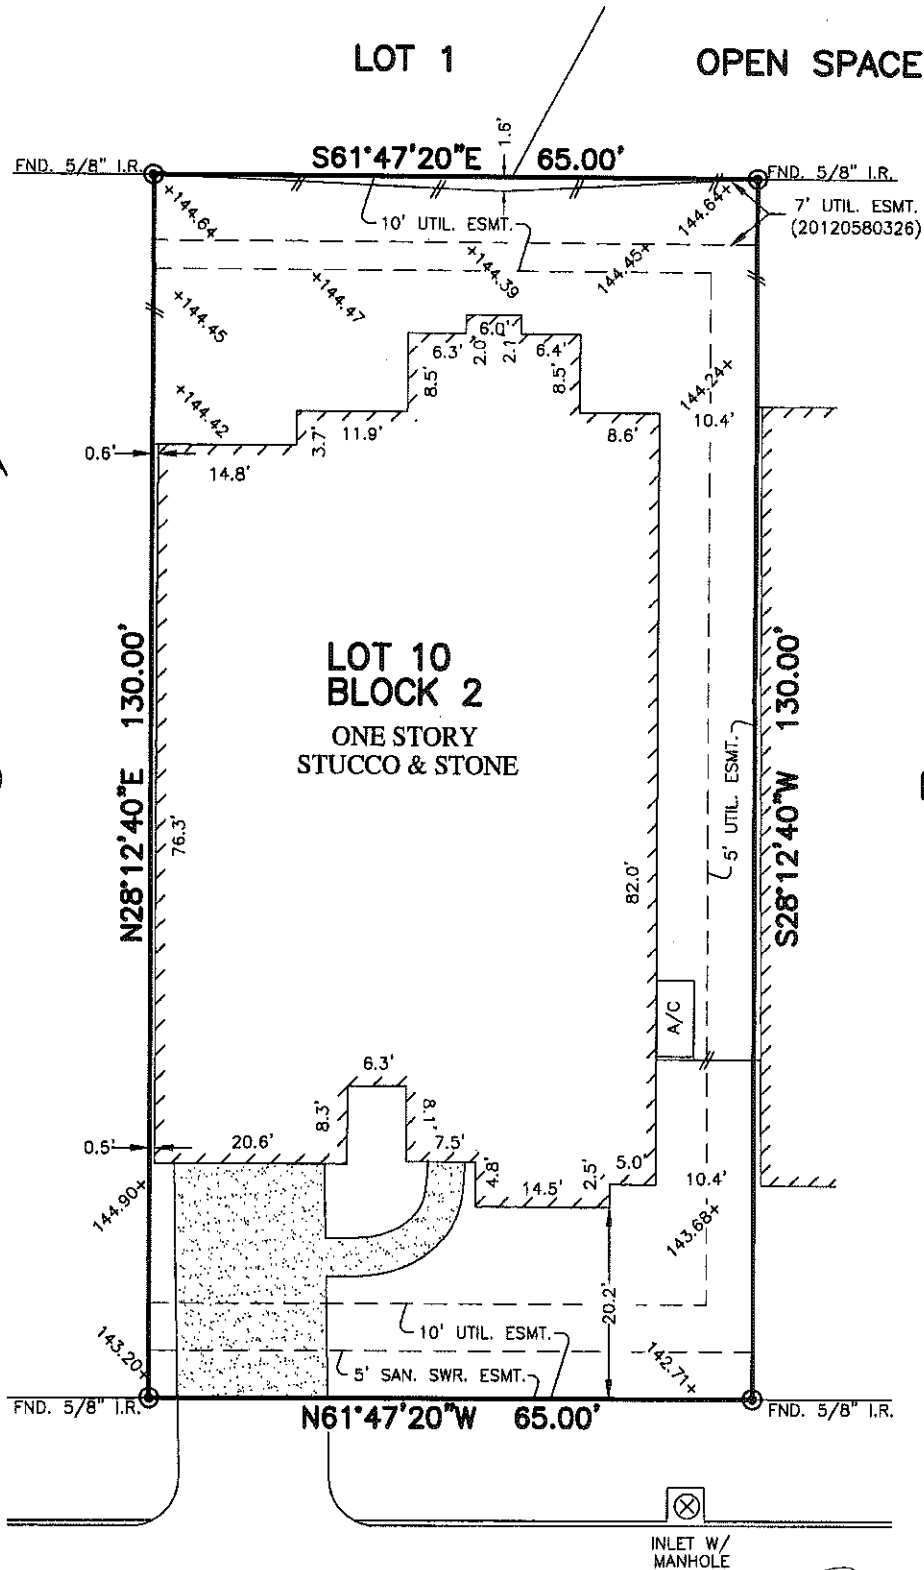 LOT 1
OPEN SPACE
1.6'
S61°47'20"E 65.00'
FND. 5/8" I.R.
FND. 5/8" I.R.
7' UTIL. ESMT.
(20120580326)
10' UTIL. ESMT.
+144.64
144.64+
+144.39
144.45+
+144.47
+144.45
+144.42
144.24+
6.0'
6.3'
2.0'
2.1'
6.4'
8.5'
8.5'
11.9'
3.7'
8.6'
10.4'
0.6'
14.8'
LOT 10
BLOCK 2
ONE STORY
STUCCO & STONE
N28°12'40"E 130.00'
76.3'
82.0'
5' UTIL. ESMT.
S28°12'40"W 130.00'
A/C
6.3'
8.3'
8.1'
0.5'
20.6'
7.5'
4.8'
14.5'
2.5'
5.0'
10.4'
144.90+
143.68+
20.2'
10' UTIL. ESMT.
143.20+
5' SAN. SWR. ESMT.
142.71+
FND. 5/8" I.R.
N61°47'20"W 65.00'
FND. 5/8" I.R.
INLET W/
MANHOLE